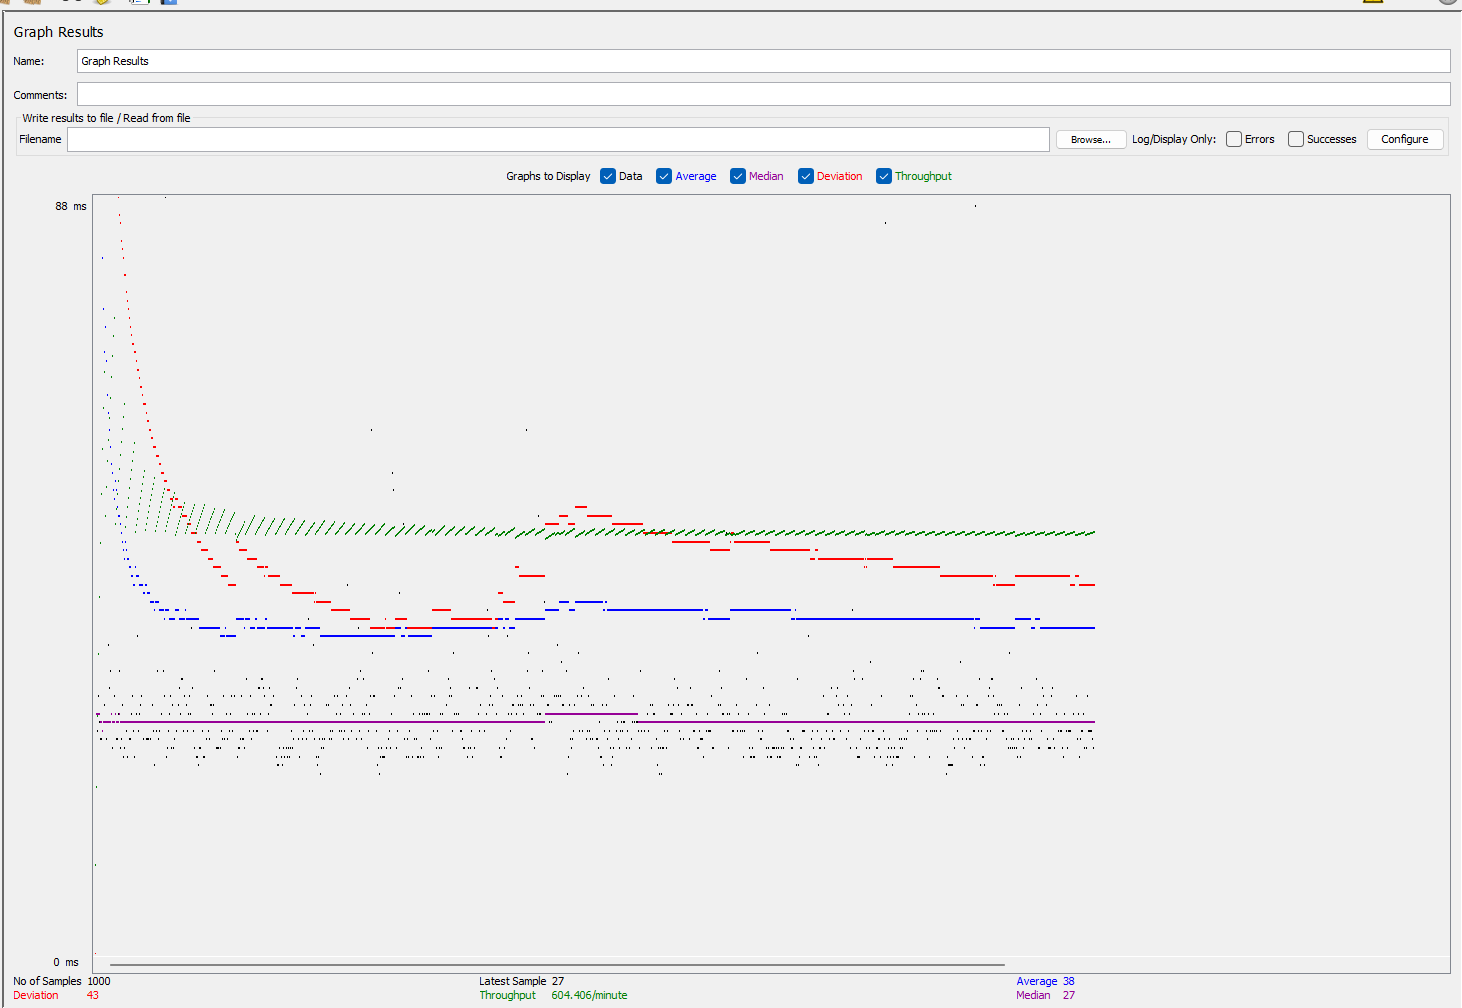 Graph Results
Name: Graph Results
Comments:
Write results to file / Read from file
Filename Browse... Log/Display Only: Errors Successes Configure
Graphs to Display Data Average Median Deviation Throughput
88 ms
0 ms
No of Samples 1000 Latest Sample 27 Average 38
Deviation 43 Throughput 604.406/minute Median 27